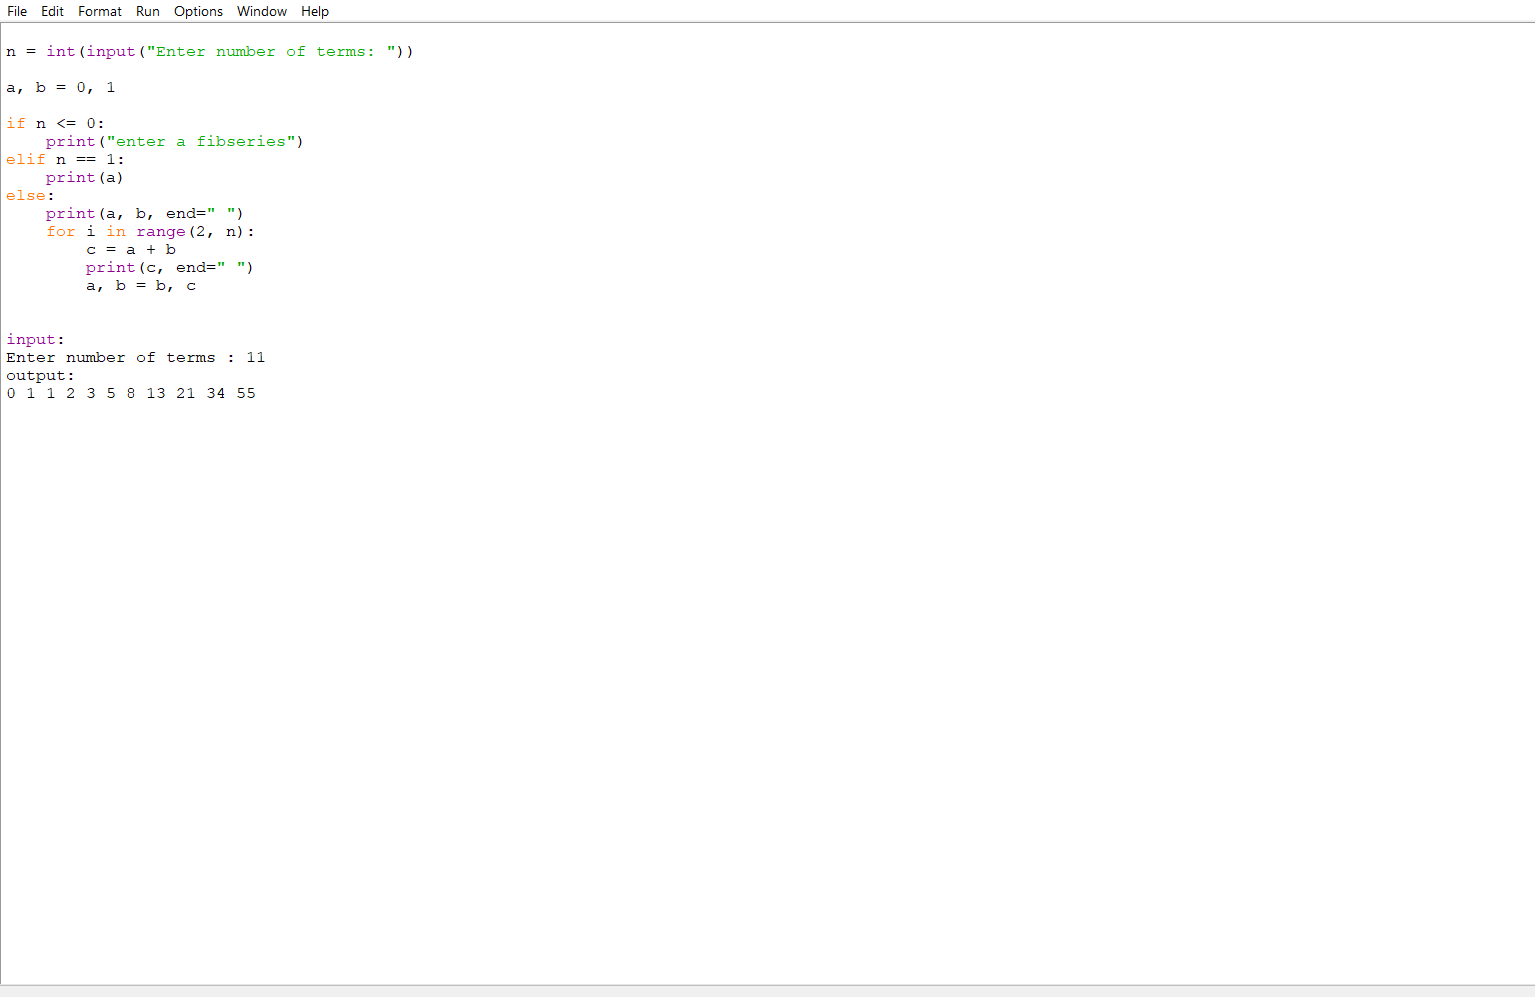 File Edit Format Run Options Window Help
n = int(input("Enter number of terms: "))
a, b = 0, 1
if n <= 0:
    print("enter a fibseries")
elif n == 1:
    print(a)
else:
    print(a, b, end=" ")
    for i in range(2, n):
        c = a + b
        print(c, end=" ")
        a, b = b, c
input:
Enter number of terms : 11
output:
0 1 1 2 3 5 8 13 21 34 55